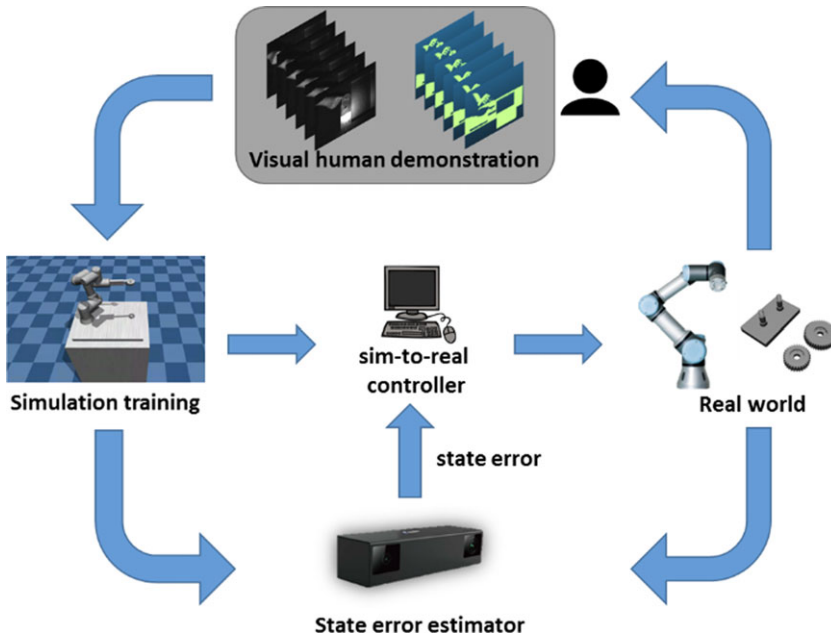 Visual human demonstration
sim-to-real
controller
Simulation training
Real world
state error
State error estimator